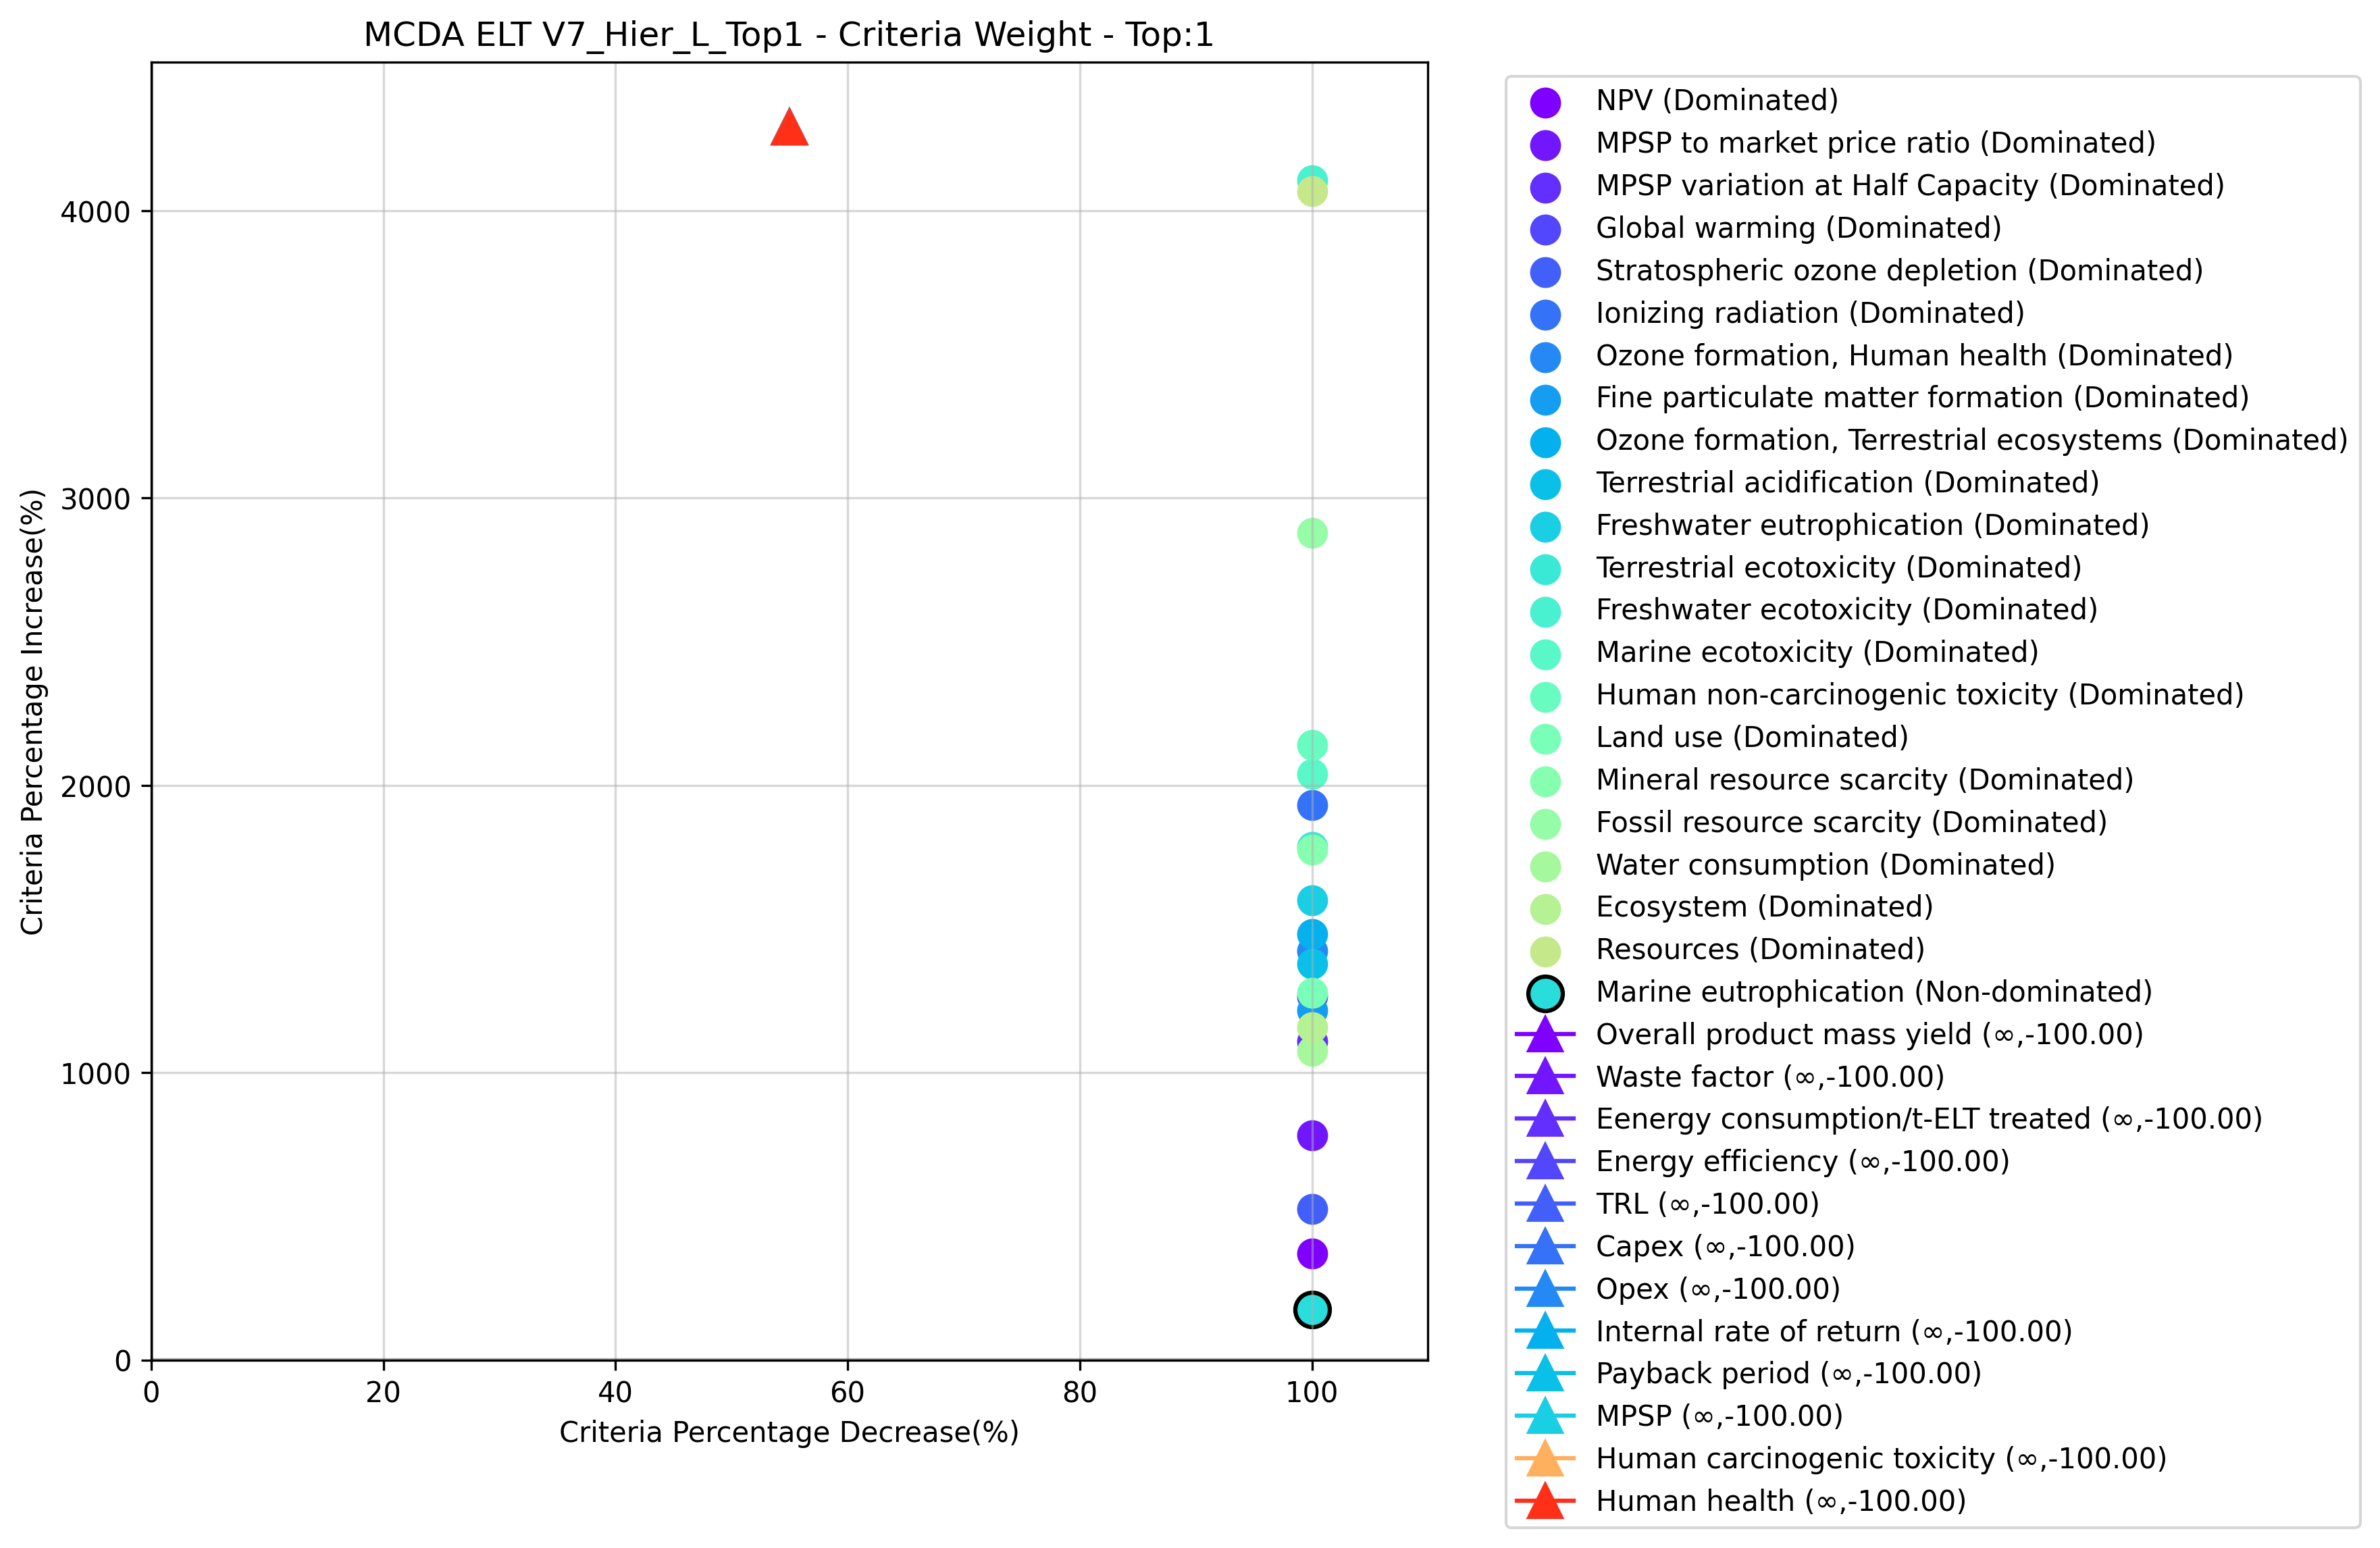 MCDA ELT V7_Hier_L_Top1 - Criteria Weight - Top:1
Criteria Percentage Increase(%)
4000
3000
2000
1000
0
0 20 40 60 80 100
Criteria Percentage Decrease(%)
NPV (Dominated)
MPSP to market price ratio (Dominated)
MPSP variation at Half Capacity (Dominated)
Global warming (Dominated)
Stratospheric ozone depletion (Dominated)
Ionizing radiation (Dominated)
Ozone formation, Human health (Dominated)
Fine particulate matter formation (Dominated)
Ozone formation, Terrestrial ecosystems (Dominated)
Terrestrial acidification (Dominated)
Freshwater eutrophication (Dominated)
Terrestrial ecotoxicity (Dominated)
Freshwater ecotoxicity (Dominated)
Marine ecotoxicity (Dominated)
Human non-carcinogenic toxicity (Dominated)
Land use (Dominated)
Mineral resource scarcity (Dominated)
Fossil resource scarcity (Dominated)
Water consumption (Dominated)
Ecosystem (Dominated)
Resources (Dominated)
Marine eutrophication (Non-dominated)
Overall product mass yield (∞,-100.00)
Waste factor (∞,-100.00)
Eenergy consumption/t-ELT treated (∞,-100.00)
Energy efficiency (∞,-100.00)
TRL (∞,-100.00)
Capex (∞,-100.00)
Opex (∞,-100.00)
Internal rate of return (∞,-100.00)
Payback period (∞,-100.00)
MPSP (∞,-100.00)
Human carcinogenic toxicity (∞,-100.00)
Human health (∞,-100.00)